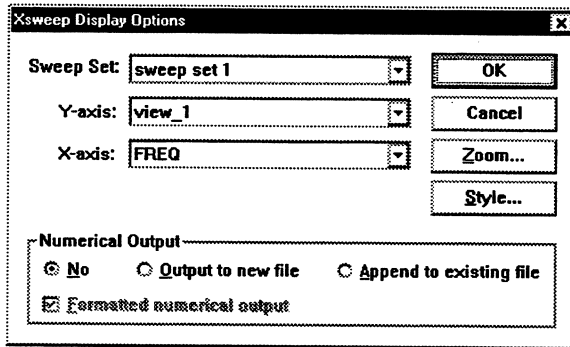 Xsweep Display Options
Sweep Set: sweep set 1
OK
Y-axis: view_1
Cancel
X-axis: FREQ
Zoom...
Style...
Numerical Output
No Output to new file Append to existing file
Formatted numerical output